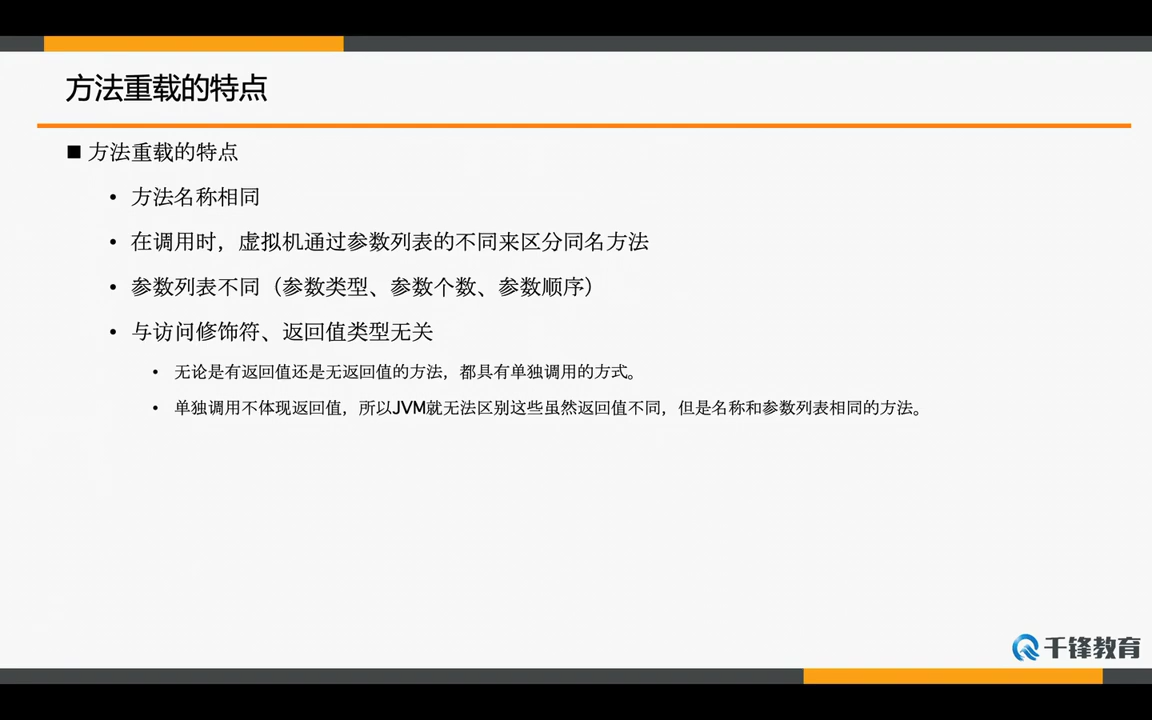 方法重载的特点
■ 方法重载的特点
• 方法名称相同
• 在调用时，虚拟机通过参数列表的不同来区分同名方法
• 参数列表不同（参数类型、参数个数、参数顺序）
• 与访问修饰符、返回值类型无关
• 无论是有返回值还是无返回值的方法，都具有单独调用的方式。
• 单独调用不体现返回值，所以JVM就无法区别这些虽然返回值不同，但是名称和参数列表相同的方法。
千锋教育